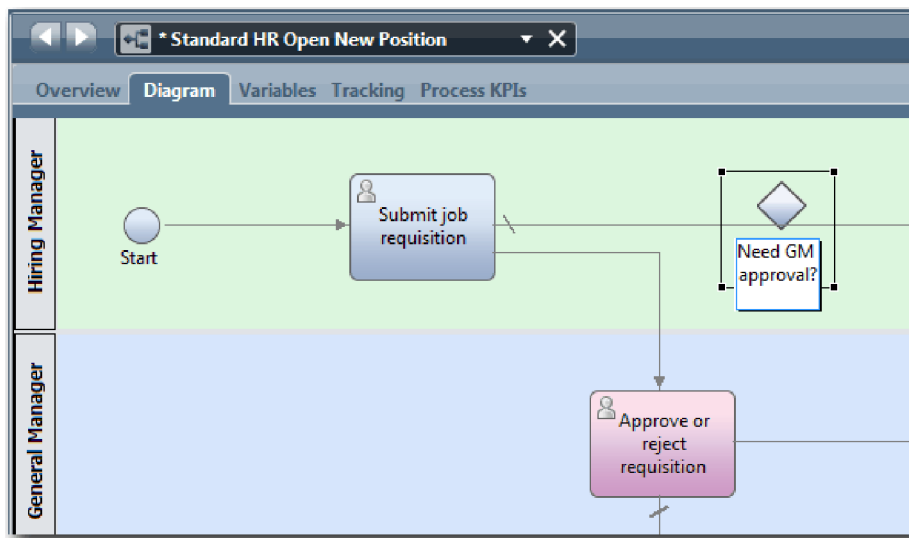 * Standard HR Open New Position
Overview Diagram Variables Tracking Process KPIs
Hiring Manager
Start
Submit job
requisition
Need GM
approval?
General Manager
Approve or
reject
requisition